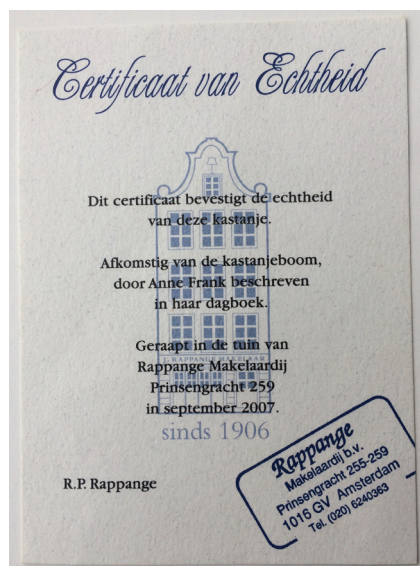 Certificaat van Echtheid
Dit certificaat bevestigt de echtheid
van deze kastanje.
Afkomstig van de kastanjeboom,
door Anne Frank beschreven
in haar dagboek.
Geraapt in de tuin van
J. RAPPANGE MAKELAAR
Rappange Makelaardij
Prinsengracht 259
in september 2007.
sinds 1906
R.P. Rappange
Rappange
Makelaardij b.v.
Prinsengracht 255-259
1016 GV Amsterdam
Tel. (020) 6240363